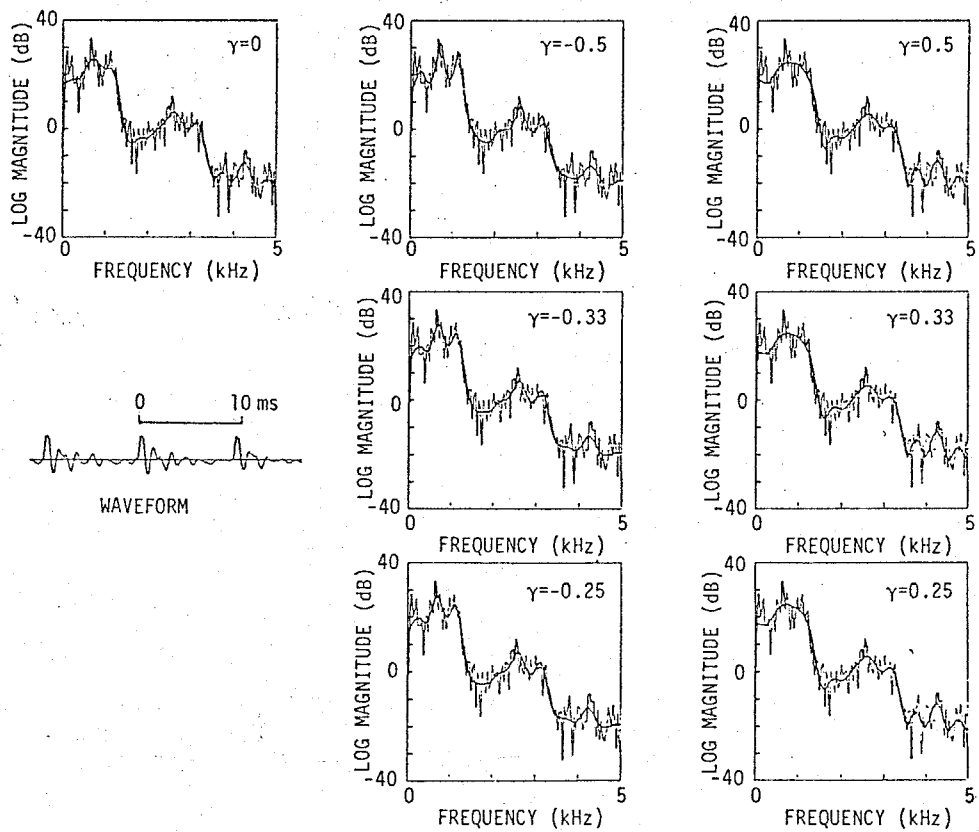 40
0
-40
LOG MAGNITUDE (dB)
γ=0
0
5
FREQUENCY (kHz)
40
0
-40
LOG MAGNITUDE (dB)
γ=-0.5
0
5
FREQUENCY (kHz)
40
0
-40
LOG MAGNITUDE (dB)
γ=0.5
0
5
FREQUENCY (kHz)
0
10 ms
WAVEFORM
40
0
-40
LOG MAGNITUDE (dB)
γ=-0.33
0
5
FREQUENCY (kHz)
40
0
-40
LOG MAGNITUDE (dB)
γ=0.33
0
5
FREQUENCY (kHz)
40
0
-40
LOG MAGNITUDE (dB)
γ=-0.25
0
5
FREQUENCY (kHz)
40
0
-40
LOG MAGNITUDE (dB)
γ=0.25
0
5
FREQUENCY (kHz)